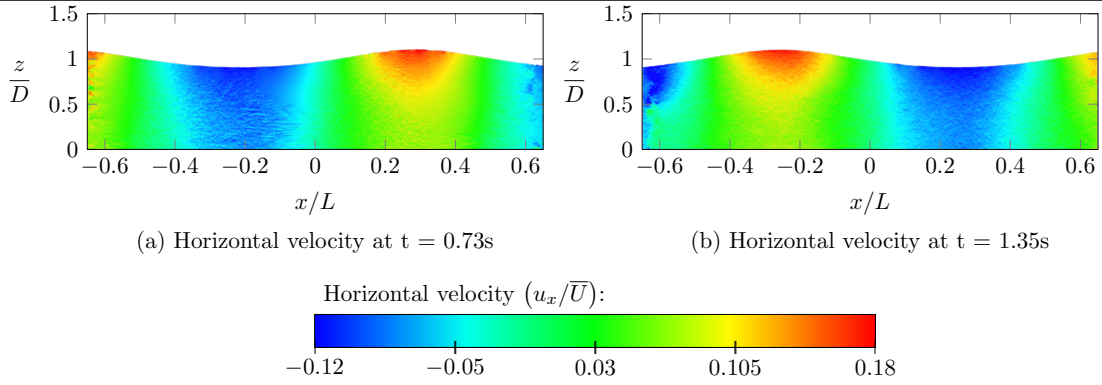 1.5
1
0.5
0
z
D
−0.6 −0.4 −0.2 0 0.2 0.4 0.6
x/L
(a) Horizontal velocity at t = 0.73s
1.5
1
0.5
0
z
D
−0.6 −0.4 −0.2 0 0.2 0.4 0.6
x/L
(b) Horizontal velocity at t = 1.35s
Horizontal velocity (u_x/U̅):
−0.12 −0.05 0.03 0.105 0.18